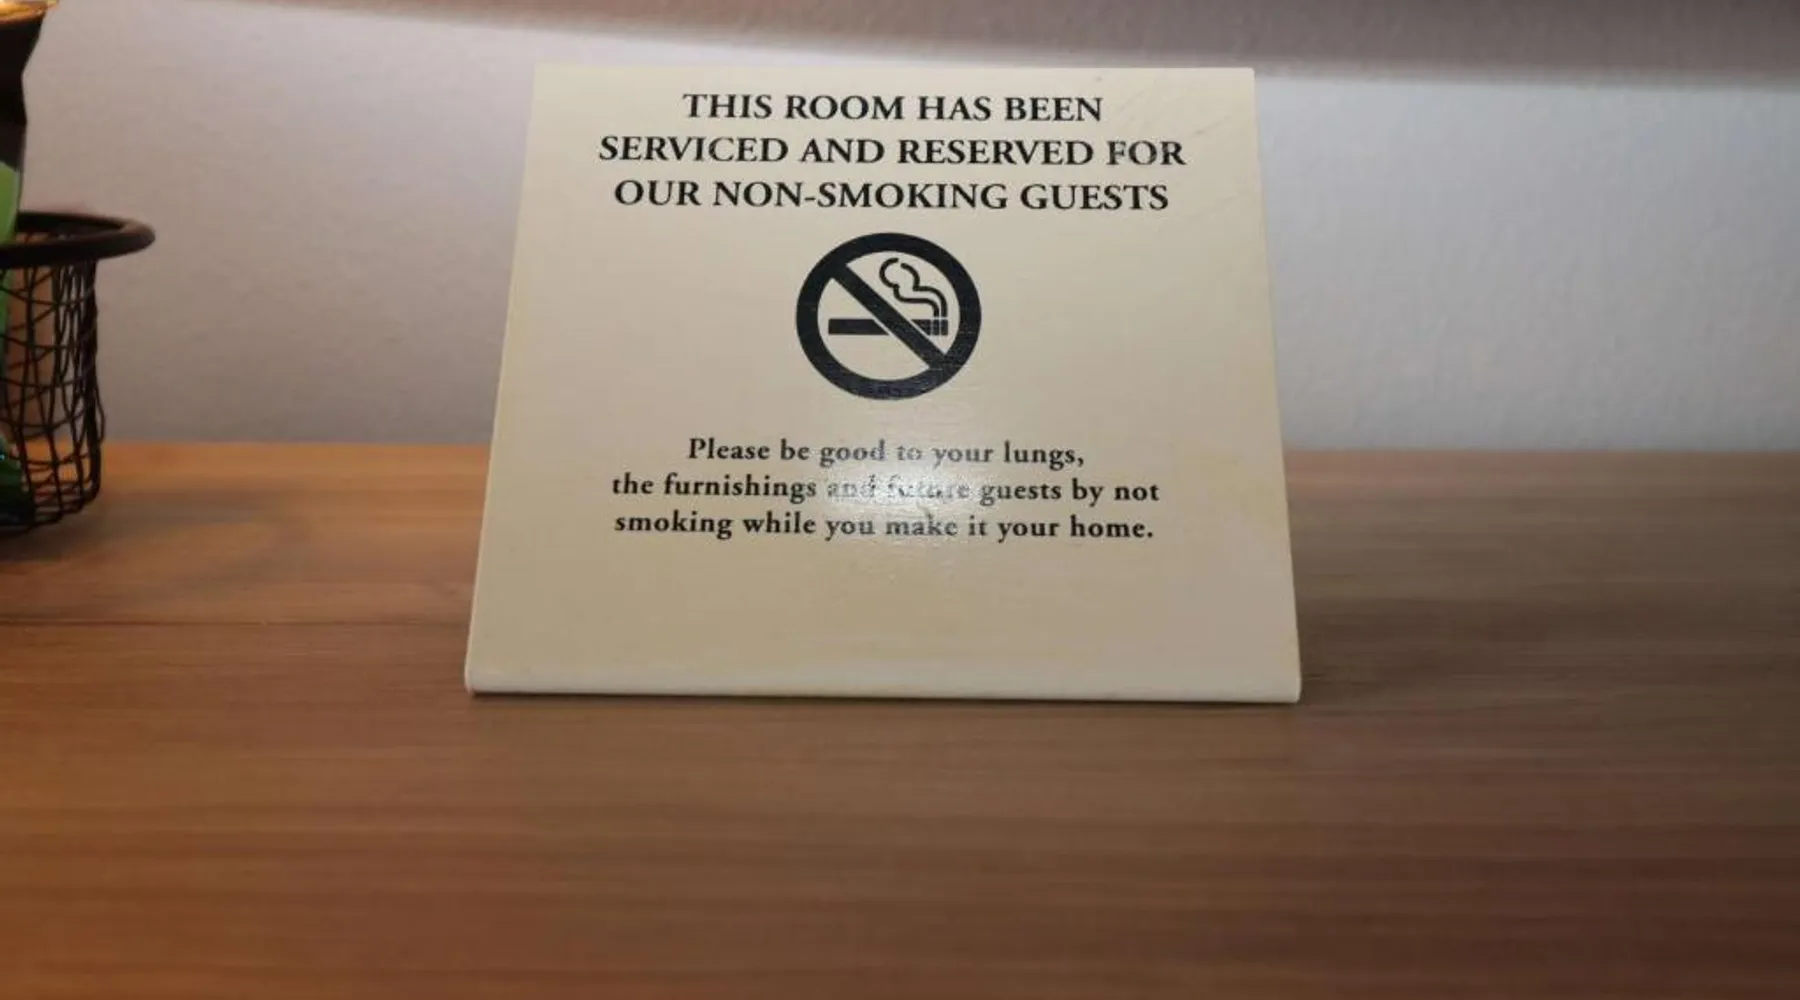 THIS ROOM HAS BEEN
SERVICED AND RESERVED FOR
OUR NON-SMOKING GUESTS
Please be good to your lungs,
the furnishings and future guests by not
smoking while you make it your home.